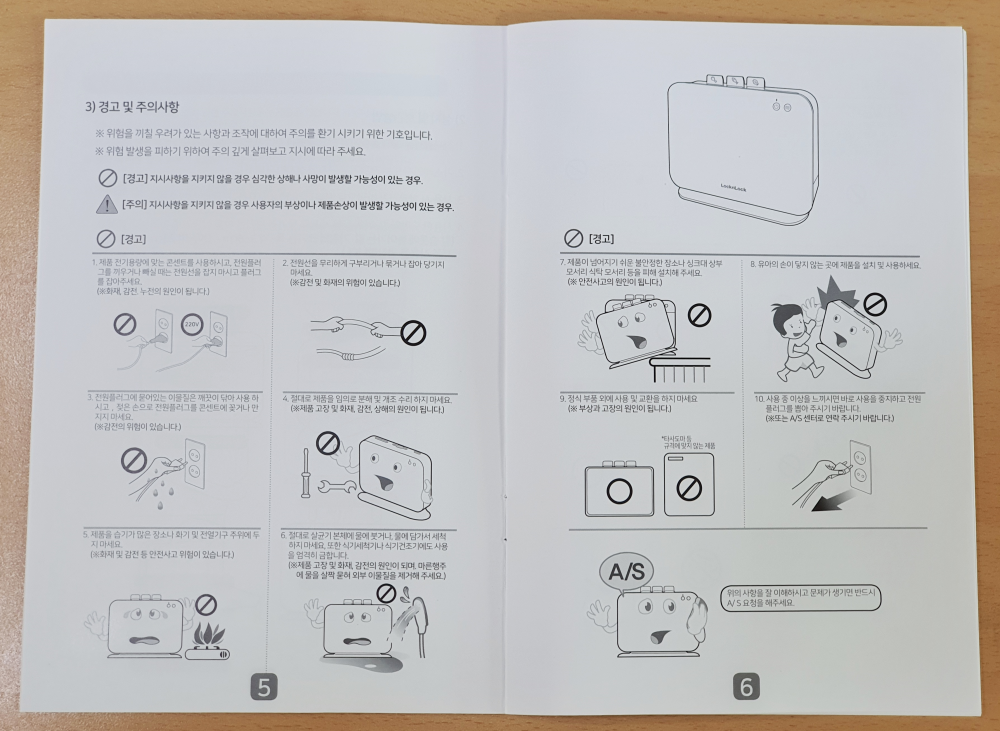 3) 경고 및 주의사항
※ 위험을 끼칠 우려가 있는 사항과 조작에 대하여 주의를 환기 시키기 위한 기호입니다.
※ 위험 발생을 피하기 위하여 주의 깊게 살펴보고 지시에 따라 주세요.
[경고] 지시사항을 지키지 않을 경우 심각한 상해나 사망이 발생할 가능성이 있는 경우.
[주의] 지시사항을 지키지 않을 경우 사용자의 부상이나 제품손상이 발생할 가능성이 있는 경우.
[경고]
1. 제품 전기용량에 맞는 콘센트를 사용하시고, 전원플러
그를 끼우거나 빼실 때는 전원선을 잡지 마시고 플러그
를 잡아주세요.
(※화재, 감전, 누전의 원인이 됩니다.)
220V
2. 전원선을 무리하게 구부리거나 묶거나 잡아 당기지
마세요.
(※감전 및 화재의 위험이 있습니다.)
3. 전원플러그에 묻어있는 이물질은 깨끗이 닦아 사용 하
시고 , 젖은 손으로 전원플러그를 콘센트에 꽂거나 만
지지 마세요.
(※감전의 위험이 있습니다.)
4. 절대로 제품을 임의로 분해 및 개조 수리 하지 마세요.
(※제품 고장 및 화재, 감전, 상해의 원인이 됩니다.)
5. 제품을 습기가 많은 장소나 화기 및 전열기구 주위에 두
지 마세요.
(※화재 및 감전 등 안전사고 위험이 있습니다.)
6. 절대로 살균기 본체에 물에 붓거나, 물에 담가서 세척
하지 마세요. 또한 식기세척기나 식기건조기에도 사용
을 엄격히 금합니다.
(※제품 고장 및 화재, 감전의 원인이 되며, 마른행주
에 물을 살짝 묻혀 외부 이물질을 제거해 주세요.)
5
LocknLock
[경고]
7. 제품이 넘어지기 쉬운 불안정한 장소나 싱크대 상부
모서리 식탁 모서리 등을 피해 설치해 주세요.
(※ 안전사고의 원인이 됩니다.)
8. 유아의 손이 닿지 않는 곳에 제품을 설치 및 사용하세요.
9. 정식 부품 외에 사용 및 교환을 하지 마세요.
(※ 부상과 고장의 원인이 됩니다.)
*타사도마 등
규격에 맞지 않는 제품
10. 사용 중 이상을 느끼시면 바로 사용을 중지하고 전원
플러그를 뽑아 주시기 바랍니다.
(※또는 A/S 센터로 연락 주시기 바랍니다.)
A/S
위의 사항을 잘 이해하시고 문제가 생기면 반드시
A/ S 요청을 해주세요.
6